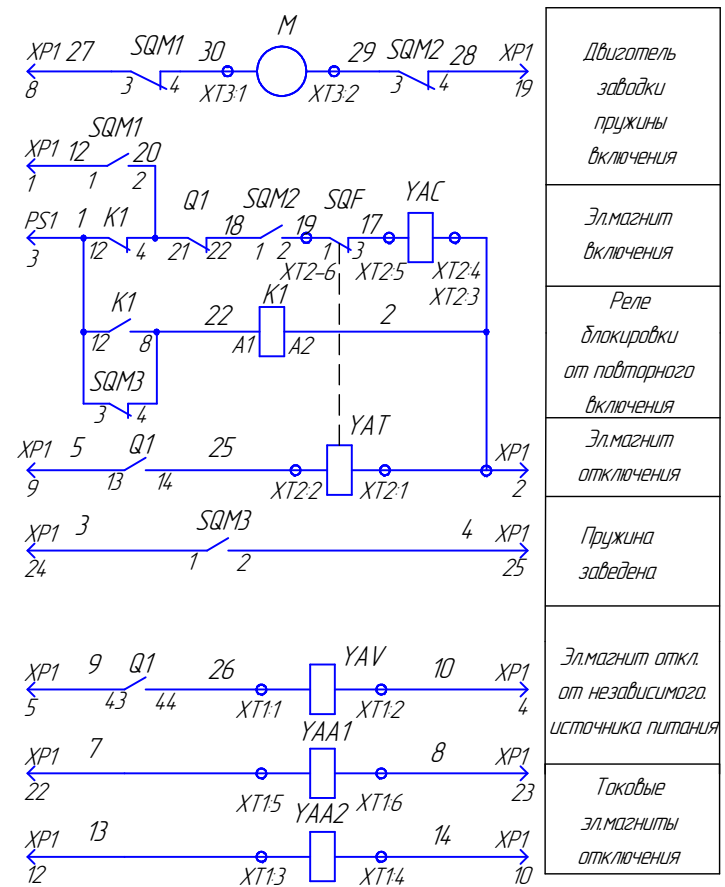 M
XP1 27 SQM1 30 29 SQM2 28 XP1
8 3 4 XT3:1 XT3:2 3 4 19
Двиготель
заводки
пружины
включения
SQM1
XP1 12 20
1 1 2
PS1 1 K1 Q1 18 SQM2 19 SQF 17 YAC
3 12 4 21 22 1 2 1 3
XT2-6 XT2:5 XT2:4
XT2:3
Эл.магнит
включения
K1 22 K1 2
12 8 A1 A2
SQM3
3 4
Реле
блокировки
от повторного
включения
XP1 5 Q1 25 YAT XP1
9 13 14 XT2:2 XT2:1 2
Эл.магнит
отключения
XP1 3 SQM3 4 XP1
24 1 2 25
Пружина
заведена
XP1 9 Q1 26 YAV 10 XP1
5 43 44 XT1:1 XT1:2 4
Эл.магнит откл.
от независимого.
источника питания
XP1 7 YAA1 8 XP1
22 XT1:5 XT1:6 23
XP1 13 YAA2 14 XP1
12 XT1:3 XT1:4 10
Токовые
эл.магниты
отключения